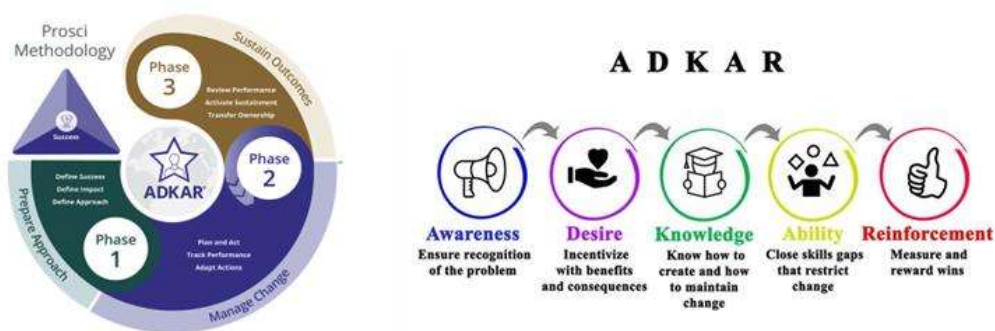 Prosci
Methodology
Success
Sustain Outcomes
Phase
3
Review Performance
Activate Sustainment
Transfer Ownership
Phase
2
ADKAR®
Define Success
Define Impact
Define Approach
Prepare Approach
Phase
1
Plan and Act
Track Performance
Adapt Actions
Manage Change
A D K A R
Awareness
Ensure recognition
of the problem
Desire
Incentivize
with benefits
and consequences
Knowledge
Know how to
create and how
to maintain
change
Ability
Close skills gaps
that restrict
change
Reinforcement
Measure and
reward wins